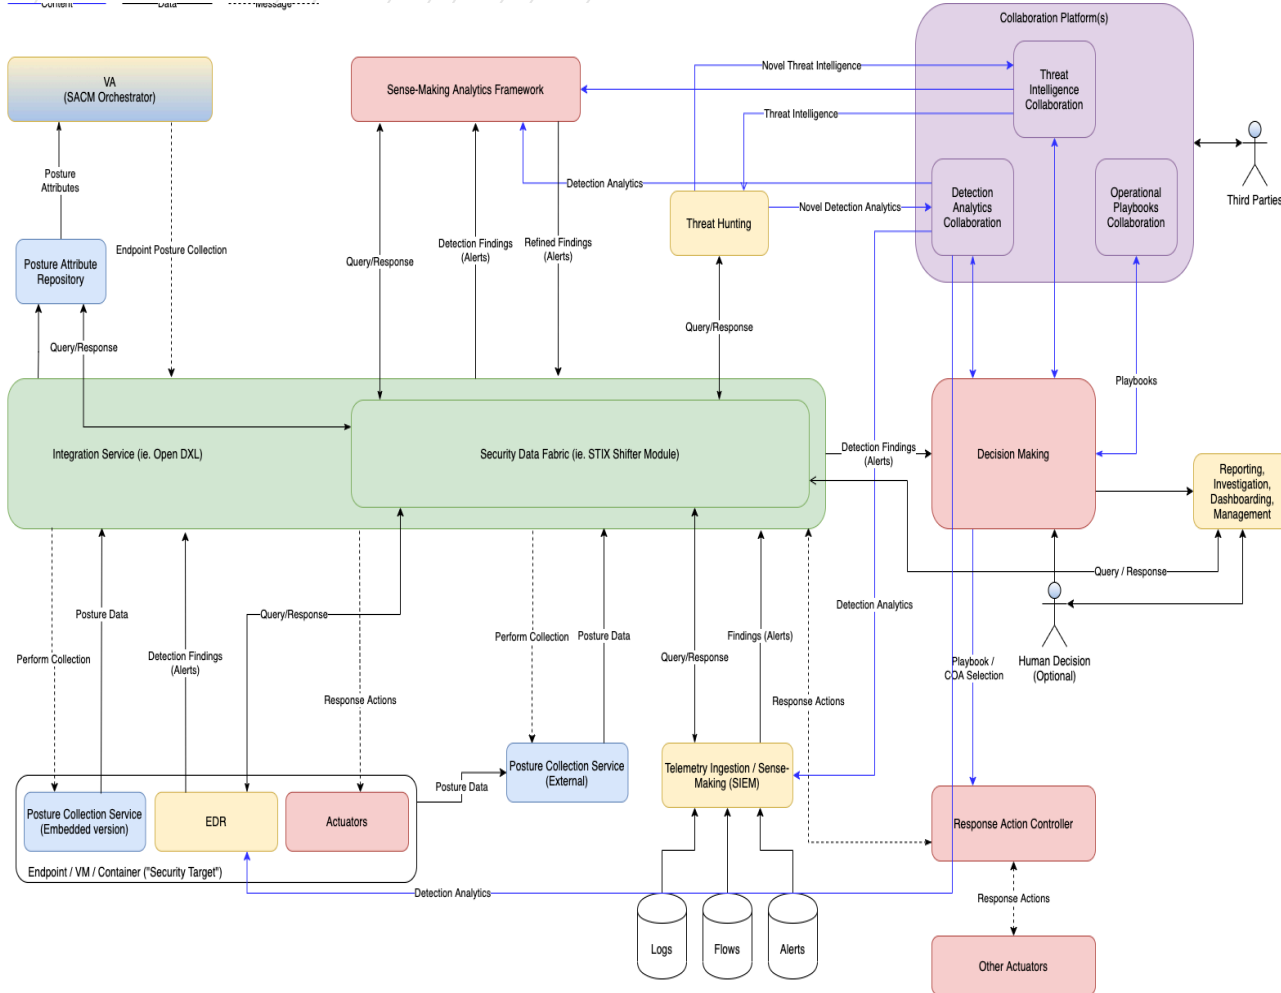 Content
Data
Message
Collaboration Platform(s)
VA
(SACM Orchestrator)
Sense-Making Analytics Framework
Novel Threat Intelligence
Threat
Intelligence
Collaboration
Threat Intelligence
Posture
Attributes
Detection Analytics
Detection
Analytics
Collaboration
Operational
Playbooks
Collaboration
Third Parties
Threat Hunting
Novel Detection Analytics
Posture Attribute
Repository
Endpoint Posture Collection
Query/Response
Detection Findings
(Alerts)
Refined Findings
(Alerts)
Query/Response
Query/Response
Playbooks
Integration Service (ie. Open DXL)
Security Data Fabric (ie. STIX Shifter Module)
Detection Findings
(Alerts)
Decision Making
Reporting,
Investigation,
Dashboarding,
Management
Query / Response
Posture Data
Query/Response
Detection Analytics
Perform Collection
Detection Findings
(Alerts)
Perform Collection
Posture Data
Findings (Alerts)
Query/Response
Human Decision
(Optional)
Playbook /
COA Selection
Response Actions
Response Actions
Posture Collection Service
(External)
Telemetry Ingestion / Sense-
Making (SIEM)
Posture Data
Posture Collection Service
(Embedded version)
EDR
Actuators
Response Action Controller
Endpoint / VM / Container ("Security Target")
Detection Analytics
Response Actions
Logs
Flows
Alerts
Other Actuators